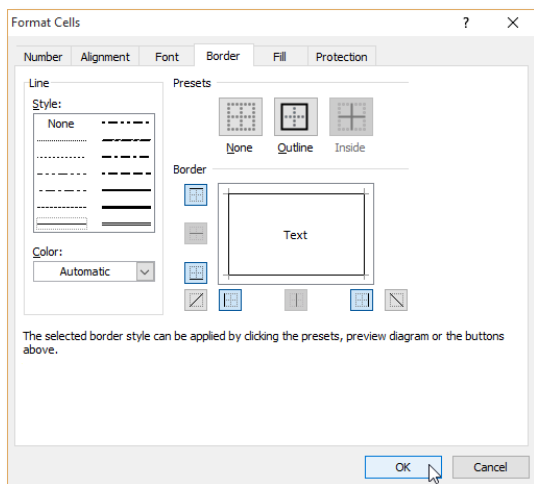 Format Cells
?
Number Alignment Font Border Fill Protection
Line
Style:
None
Color:
Automatic
Presets
None Outline Inside
Border
Text
The selected border style can be applied by clicking the presets, preview diagram or the buttons
above.
OK Cancel